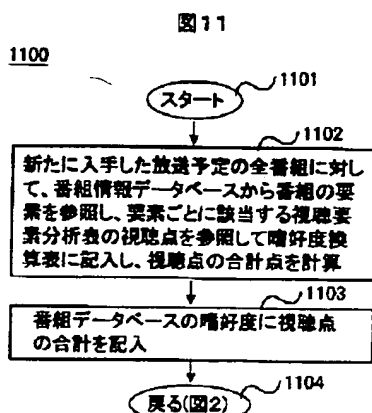 図11
1100
1101
スタート
1102
新たに入手した放送予定の全番組に対し
て、番組情報データベースから番組の要
素を参照し、要素ごとに該当する視聴要
素分析表の視聴点を参照して嗜好度換
算表に記入し、視聴点の合計点を計算
1103
番組データベースの嗜好度に視聴点
の合計を記入
1104
戻る(図2)